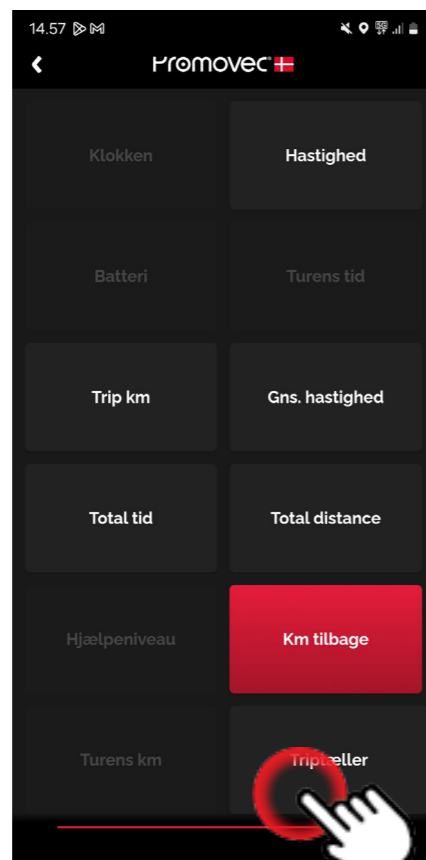 14.57
Promovec
Klokken Hastighed
Batteri Turens tid
Trip km Gns. hastighed
Total tid Total distance
Hjælpeniveau Km tilbage
Turens km Triptæller